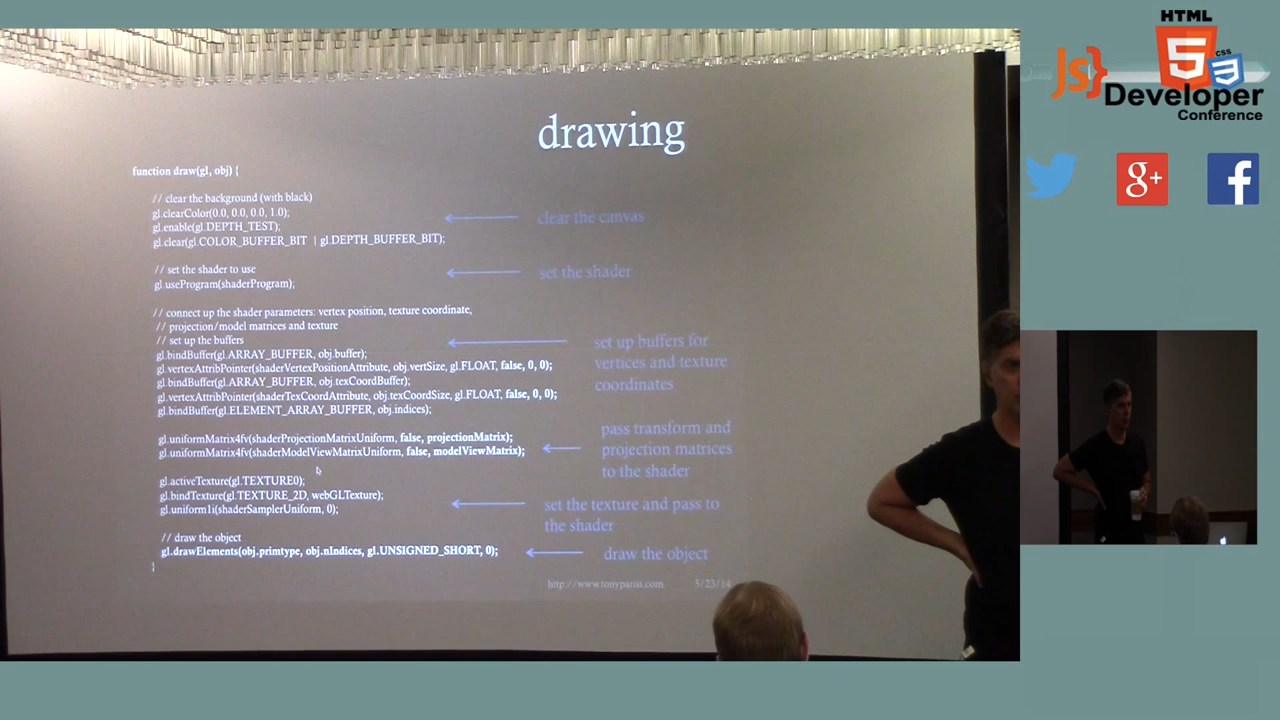 drawing
function draw(gl, obj) {
// clear the background (with black)
gl.clearColor(0.0, 0.0, 0.0, 1.0);
gl.enable(gl.DEPTH_TEST);
gl.clear(gl.COLOR_BUFFER_BIT | gl.DEPTH_BUFFER_BIT);
clear the canvas
// set the shader to use
gl.useProgram(shaderProgram);
set the shader
// connect up the shader parameters: vertex position, texture coordinate,
// projection/model matrices and texture
// set up the buffers
gl.bindBuffer(gl.ARRAY_BUFFER, obj.buffer);
gl.vertexAttribPointer(shaderVertexPositionAttribute, obj.vertSize, gl.FLOAT, false, 0, 0);
gl.bindBuffer(gl.ARRAY_BUFFER, obj.texCoordBuffer);
gl.vertexAttribPointer(shaderTexCoordAttribute, obj.texCoordSize, gl.FLOAT, false, 0, 0);
gl.bindBuffer(gl.ELEMENT_ARRAY_BUFFER, obj.indices);
set up buffers for
vertices and texture
coordinates
gl.uniformMatrix4fv(shaderProjectionMatrixUniform, false, projectionMatrix);
gl.uniformMatrix4fv(shaderModelViewMatrixUniform, false, modelViewMatrix);
pass transform and
projection matrices
to the shader
gl.activeTexture(gl.TEXTURE0);
gl.bindTexture(gl.TEXTURE_2D, webGLTexture);
gl.uniform1i(shaderSamplerUniform, 0);
set the texture and pass to
the shader
// draw the object
gl.drawElements(obj.primtype, obj.nIndices, gl.UNSIGNED_SHORT, 0);
draw the object
}
http://www.tonyparisi.com 5/23/14
HTML
JS} 5 CSS 3
Developer
Conference
g+ f